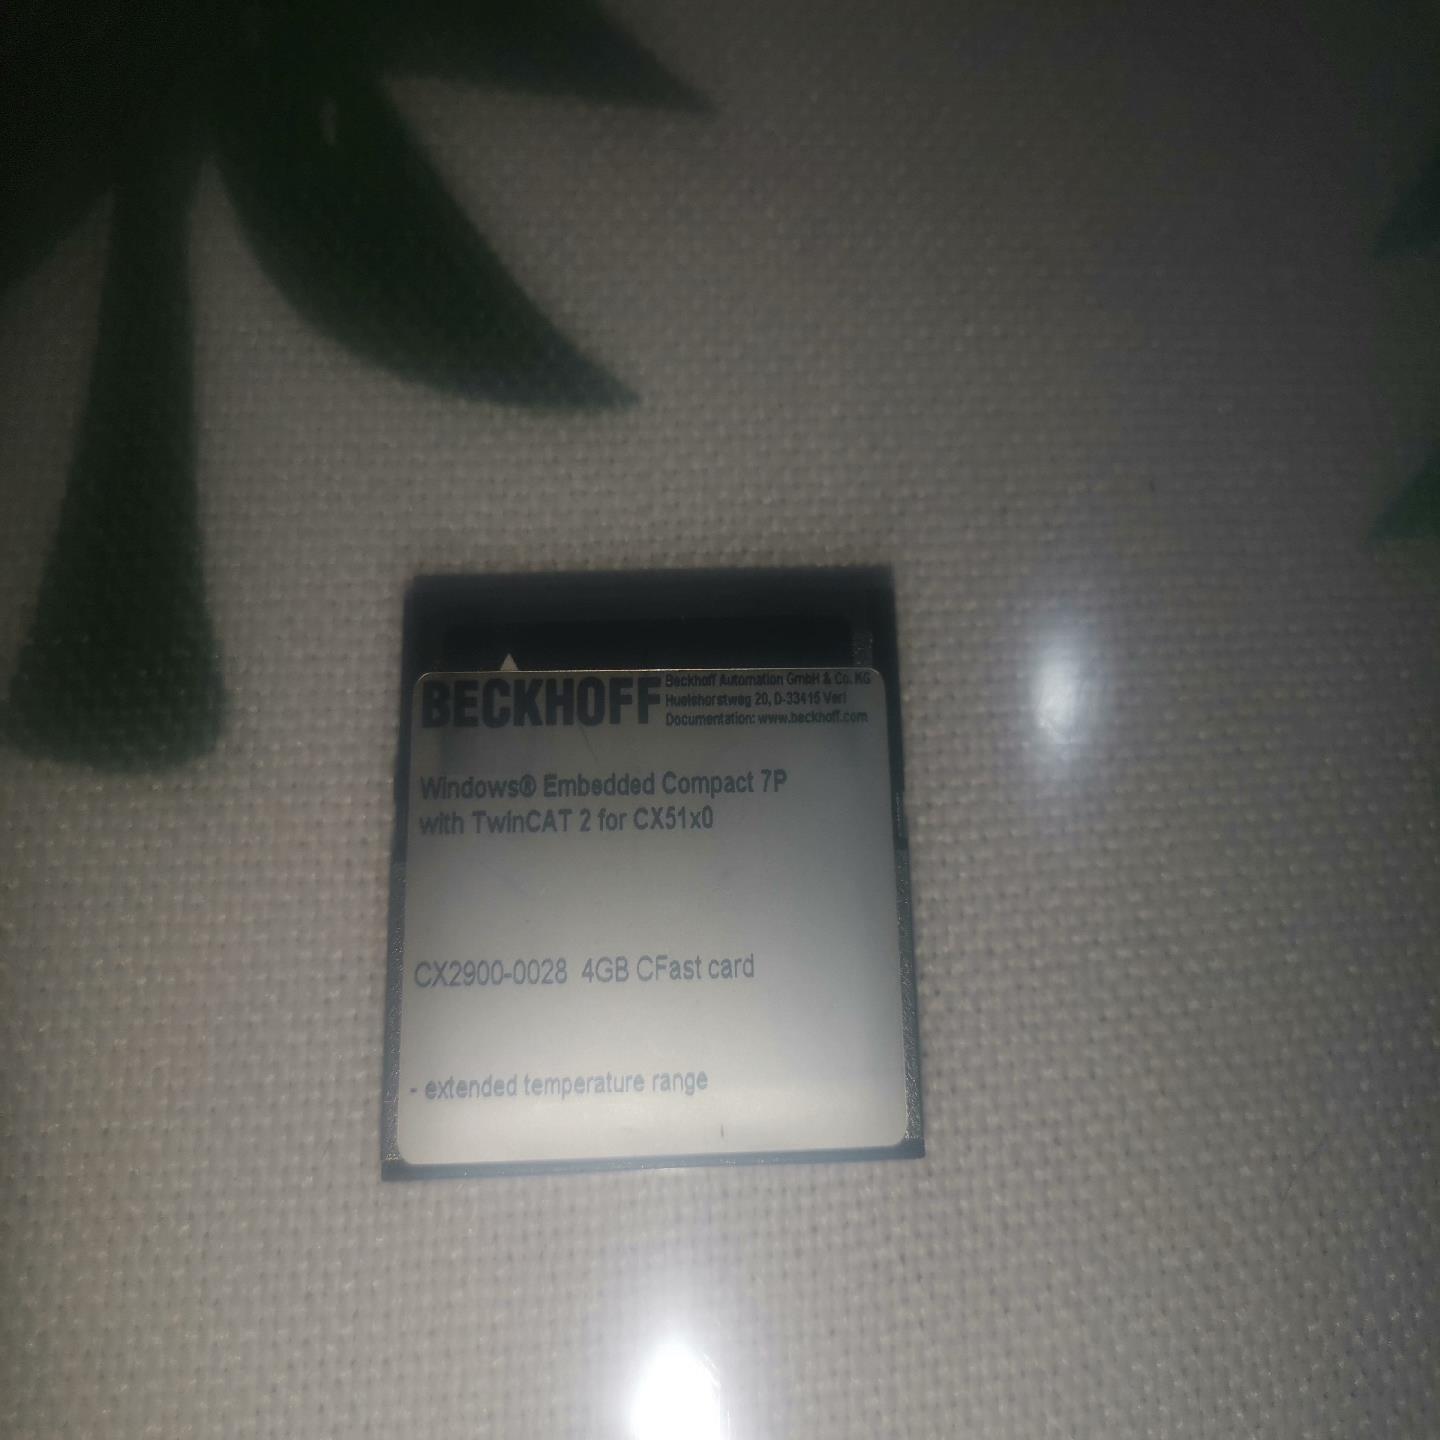 BECKHOFF
Beckhoff Automation GmbH & Co. KG
Huelshorstweg 20, D-33415 Verl
Documentation: www.beckhoff.com
Windows® Embedded Compact 7P
with TwinCAT 2 for CX51x0
CX2900-0028 4GB CFast card
- extended temperature range